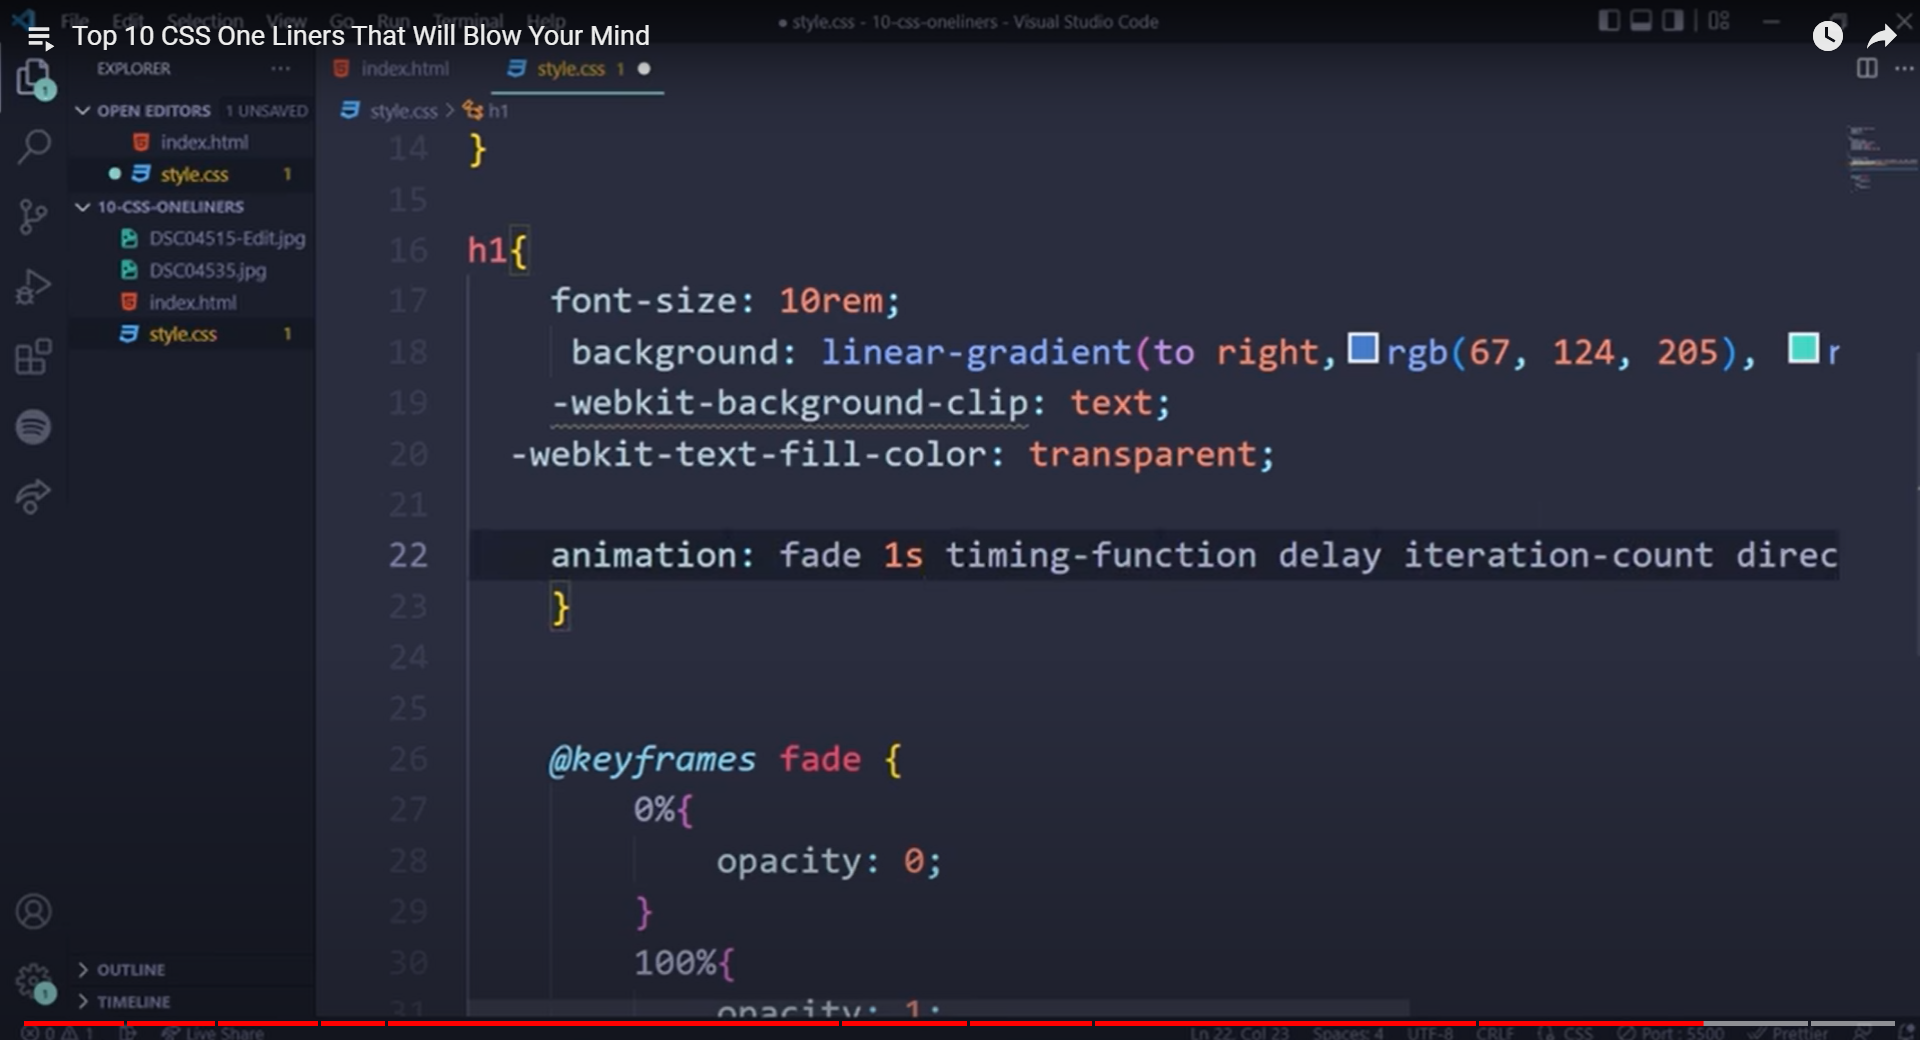 File Edit Selection View Go Run Terminal Help
● style.css - 10-css-oneliners - Visual Studio Code
Top 10 CSS One Liners That Will Blow Your Mind
EXPLORER ···
index.html
style.css 1 ●
1
OPEN EDITORS 1 UNSAVED
style.css > h1
index.html
● style.css 1
10-CSS-ONELINERS
DSC04515-Edit.jpg
DSC04535.jpg
index.html
style.css 1
14 }
15
16 h1{
17 font-size: 10rem;
18 background: linear-gradient(to right, rgb(67, 124, 205), r
19 -webkit-background-clip: text;
20 -webkit-text-fill-color: transparent;
21
22 animation: fade 1s timing-function delay iteration-count direc
23 }
24
25
26 @keyframes fade {
27 0%{
28 opacity: 0;
29 }
30 100%{
31 opacity: 1;
OUTLINE
TIMELINE
1
0 1 Live Share
Ln 22, Col 23 Spaces: 4 UTF-8 CRLF {} CSS Port : 5500 Prettier